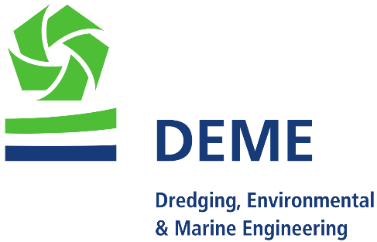 DEME
Dredging, Environmental
& Marine Engineering